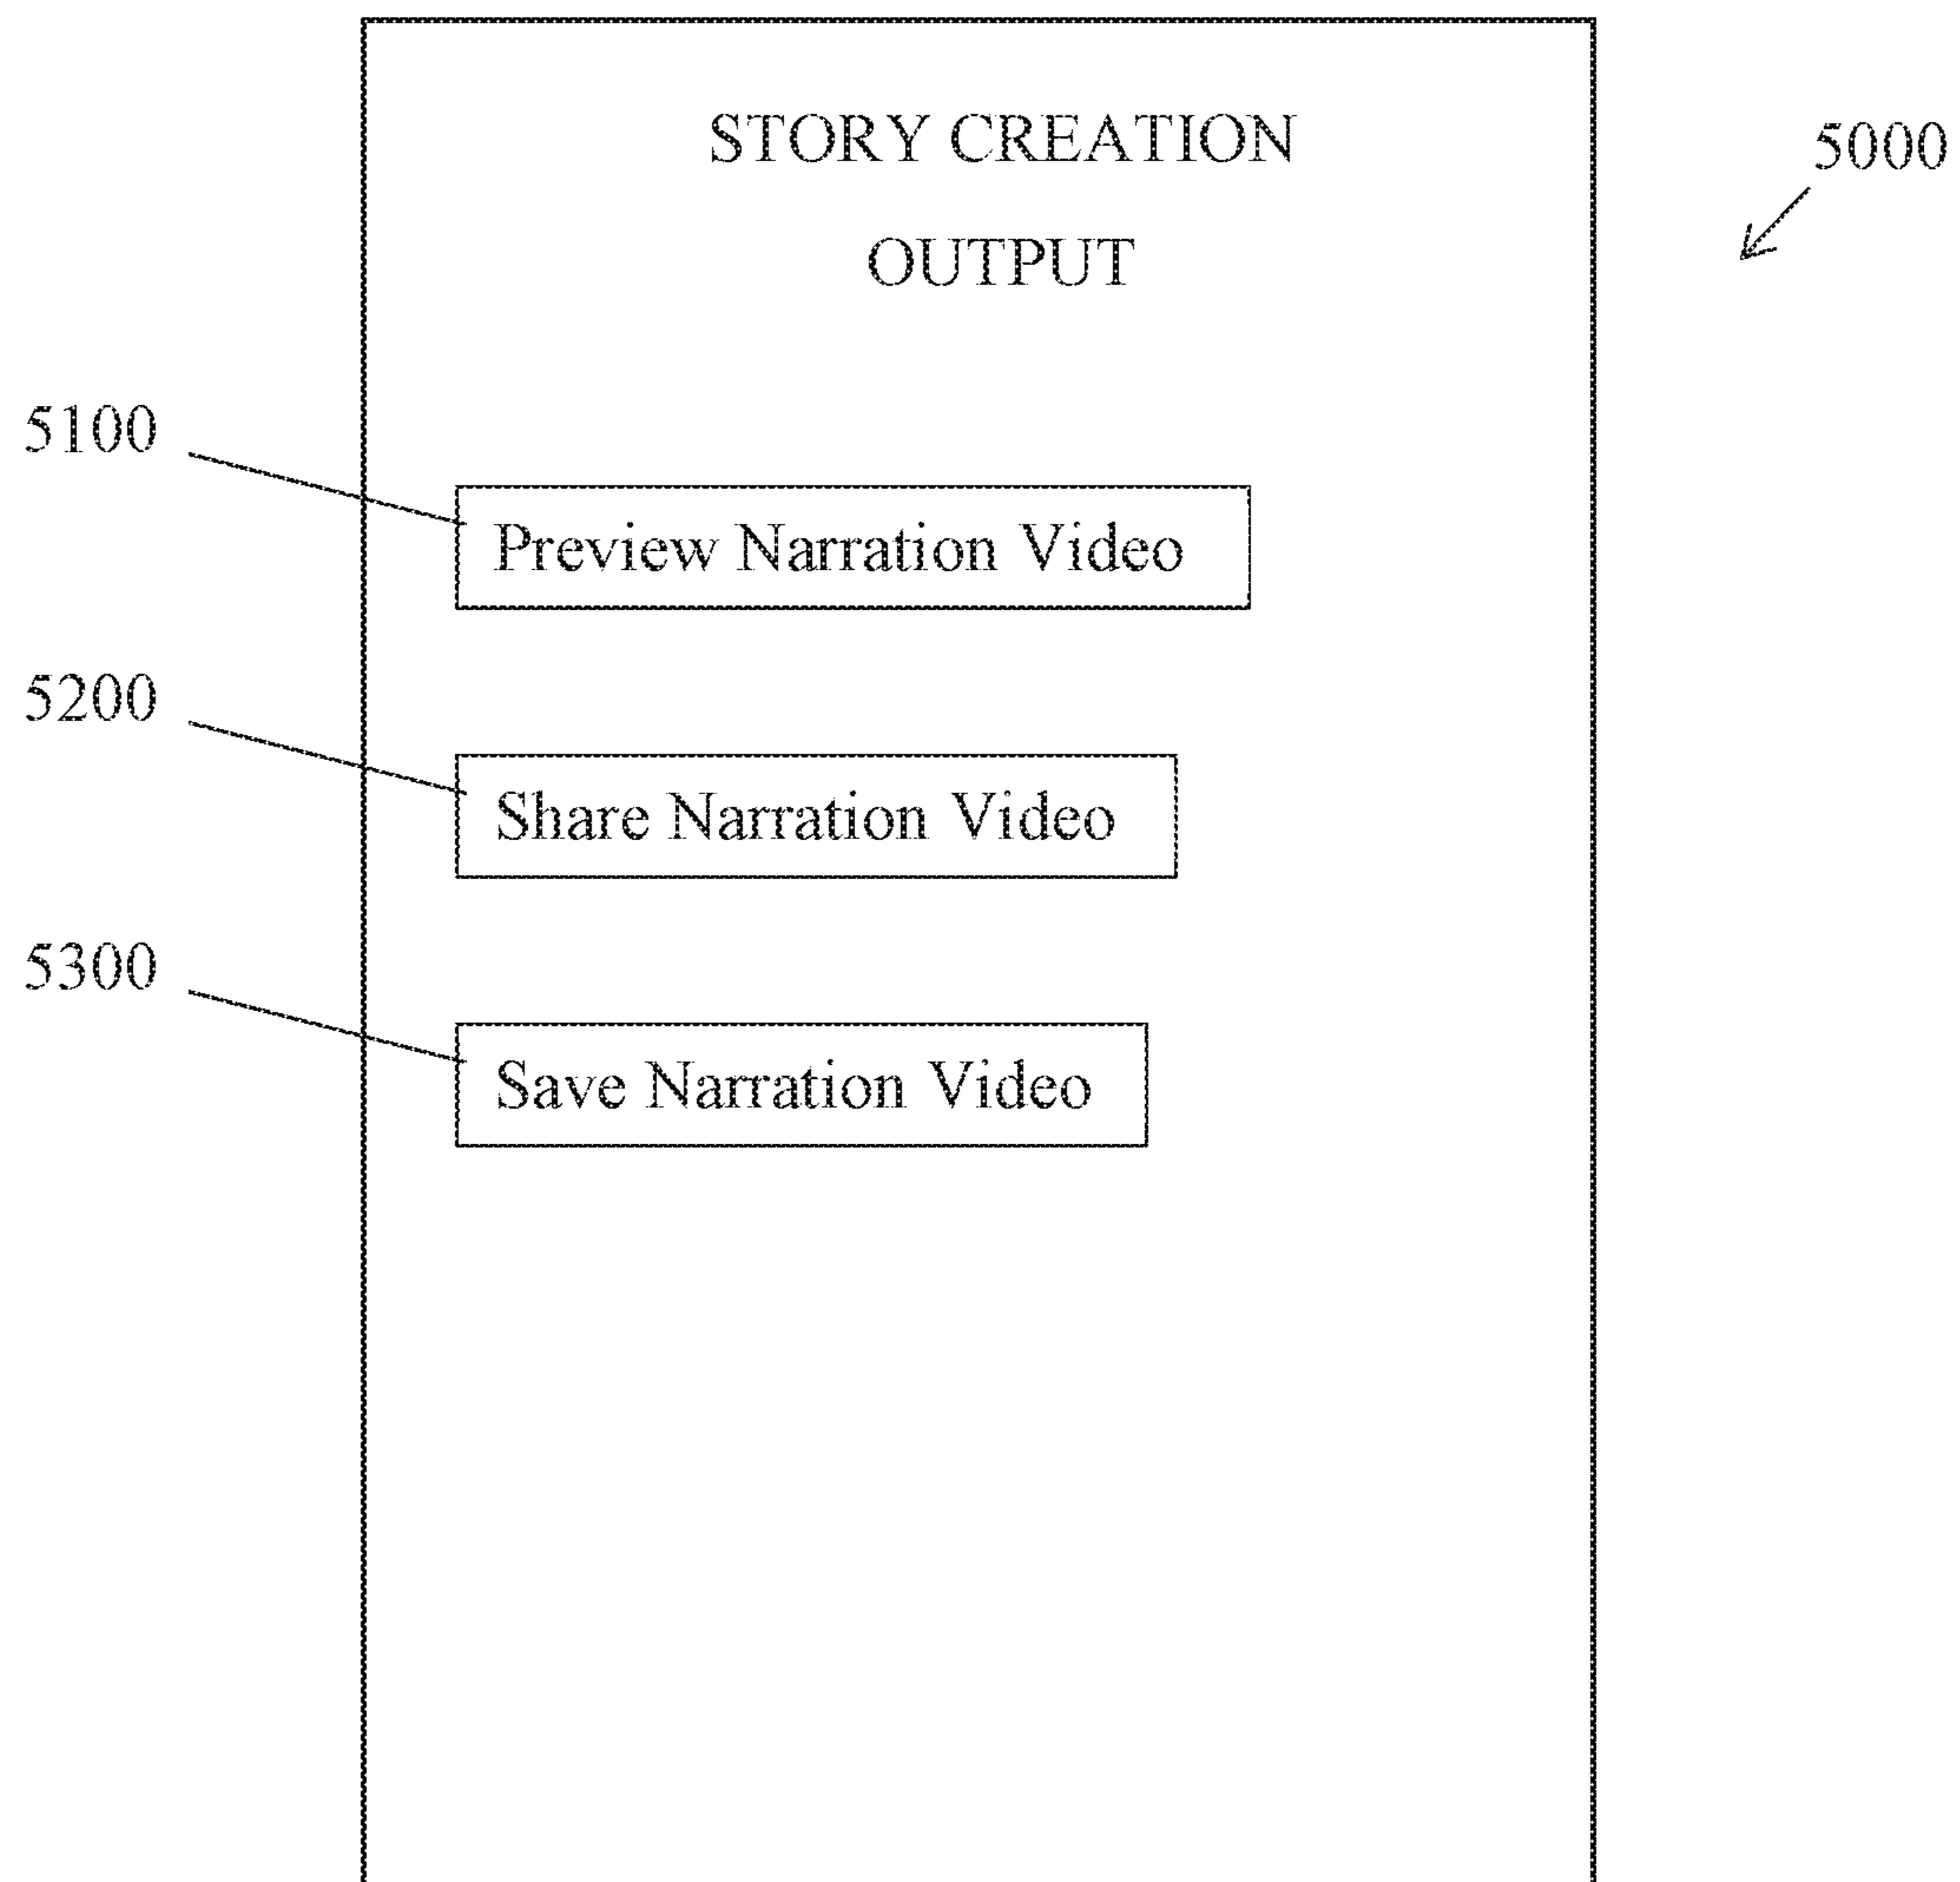 STORY CREATION
OUTPUT
5000
5100
Preview Narration Video
5200
Share Narration Video
5300
Save Narration Video